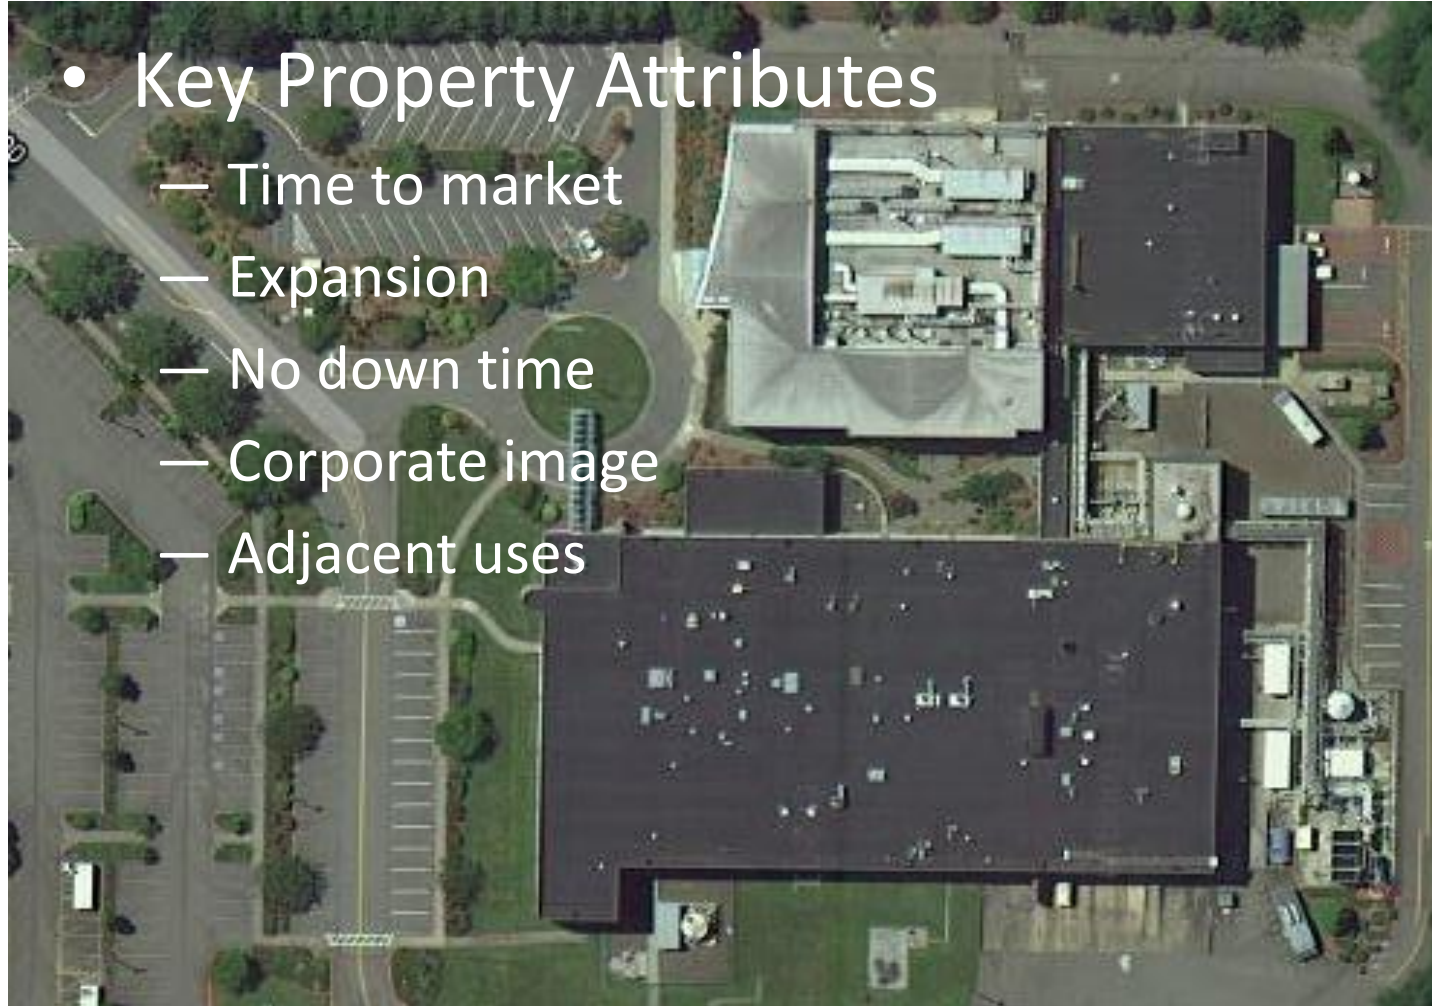 • Key Property Attributes
— Time to market
— Expansion
— No down time
— Corporate image
— Adjacent uses